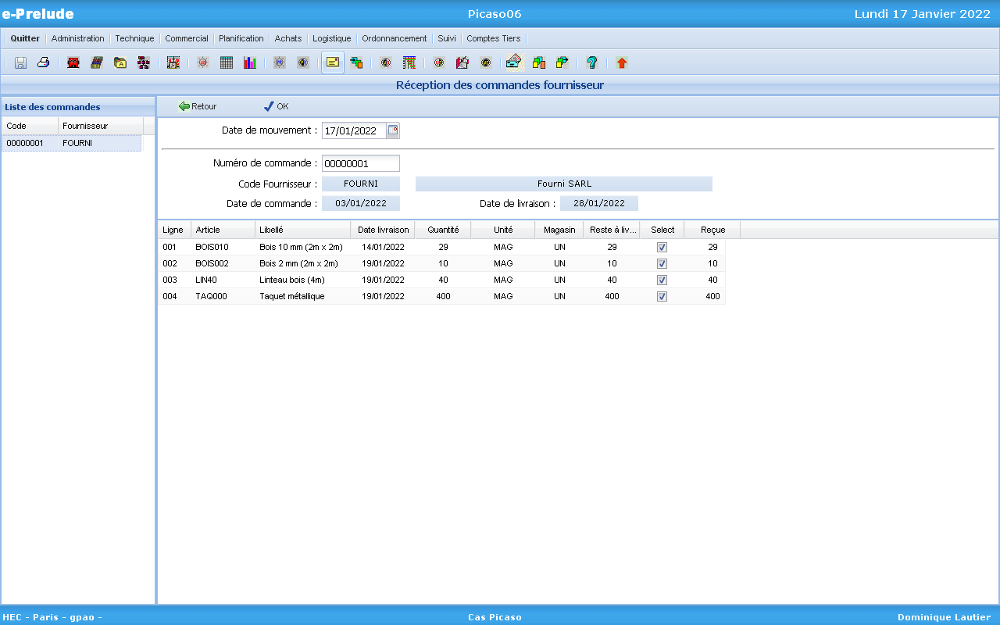 e-Prelude Picaso06 Lundi 17 Janvier 2022
Quitter Administration Technique Commercial Planification Achats Logistique Ordonnancement Suivi Comptes Tiers
Réception des commandes fournisseur
Liste des commandes
Code Fournisseur
00000001 FOURNI
Retour OK
Date de mouvement : 17/01/2022
Numéro de commande : 00000001
Code Fournisseur : FOURNI Fourni SARL
Date de commande : 03/01/2022 Date de livraison : 28/01/2022
Ligne Article Libellé Date livraison Quantité Unité Magasin Reste à liv... Select Reçue
001 BOIS010 Bois 10 mm (2m x 2m) 14/01/2022 29 MAG UN 29 29
002 BOIS002 Bois 2 mm (2m x 2m) 19/01/2022 10 MAG UN 10 10
003 LIN40 Linteau bois (4m) 19/01/2022 40 MAG UN 40 40
004 TAQ000 Taquet métallique 19/01/2022 400 MAG UN 400 400
HEC - Paris - gpao - Cas Picaso Dominique Lautier